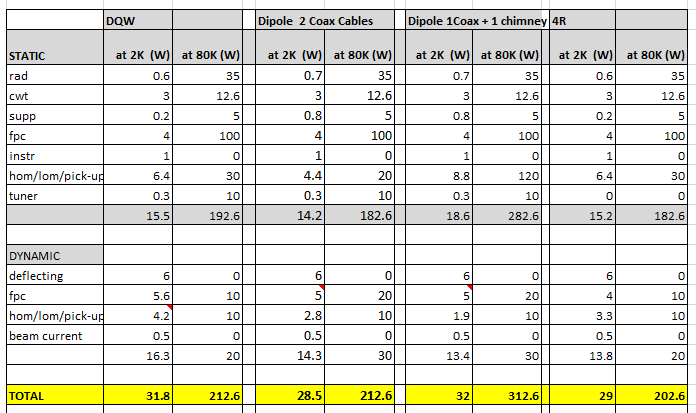 DQW Dipole 2 Coax Cables Dipole 1Coax + 1 chimney 4R
STATIC at 2K (W) at 80K (W) at 2K (W) at 80K (W) at 2K (W) at 80K (W) at 2K (W) at 80K (W)
rad 0.6 35 0.7 35 0.7 35 0.6 35
cwt 3 12.6 3 12.6 3 12.6 3 12.6
supp 0.2 5 0.8 5 0.8 5 0.2 5
fpc 4 100 4 100 4 100 4 100
instr 1 0 1 0 1 0 1 0
hom/lom/pick-up 6.4 30 4.4 20 8.8 120 6.4 30
tuner 0.3 10 0.3 10 0.3 10 0 0
15.5 192.6 14.2 182.6 18.6 282.6 15.2 182.6
DYNAMIC
deflecting 6 0 6 0 6 0 6 0
fpc 5.6 10 5 20 5 20 4 10
hom/lom/pick-up 4.2 10 2.8 10 1.9 10 3.3 10
beam current 0.5 0 0.5 0 0.5 0 0.5 0
16.3 20 14.3 30 13.4 30 13.8 20
TOTAL 31.8 212.6 28.5 212.6 32 312.6 29 202.6